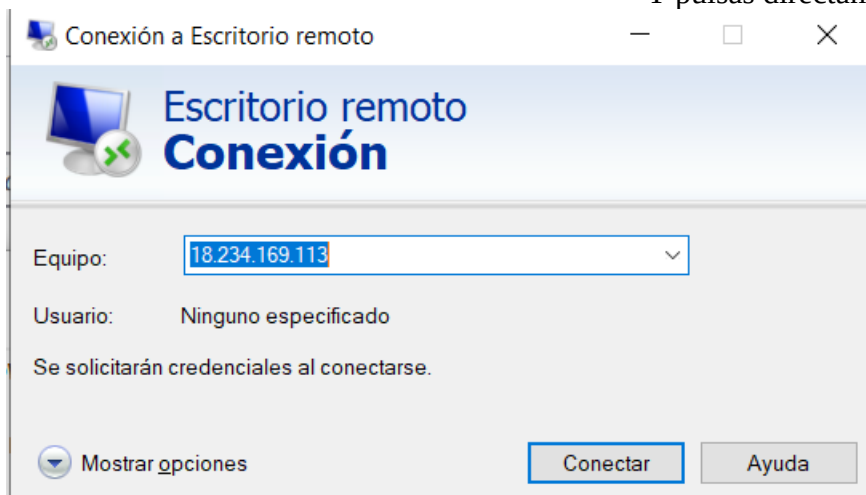 Conexión a Escritorio remoto
Escritorio remoto
Conexión
Equipo: 18.234.169.113
Usuario: Ninguno especificado
Se solicitarán credenciales al conectarse.
Mostrar opciones Conectar Ayuda